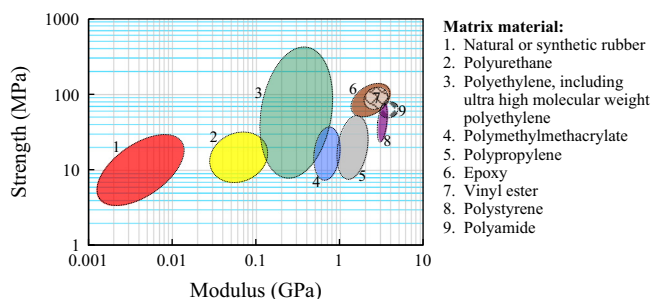 1000
100
10
1
Strength (MPa)
0.001
0.01
0.1
1
10
Modulus (GPa)
1
2
3
4
5
6
7
8
9
Matrix material:
1. Natural or synthetic rubber
2. Polyurethane
3. Polyethylene, including
ultra high molecular weight
polyethylene
4. Polymethylmethacrylate
5. Polypropylene
6. Epoxy
7. Vinyl ester
8. Polystyrene
9. Polyamide